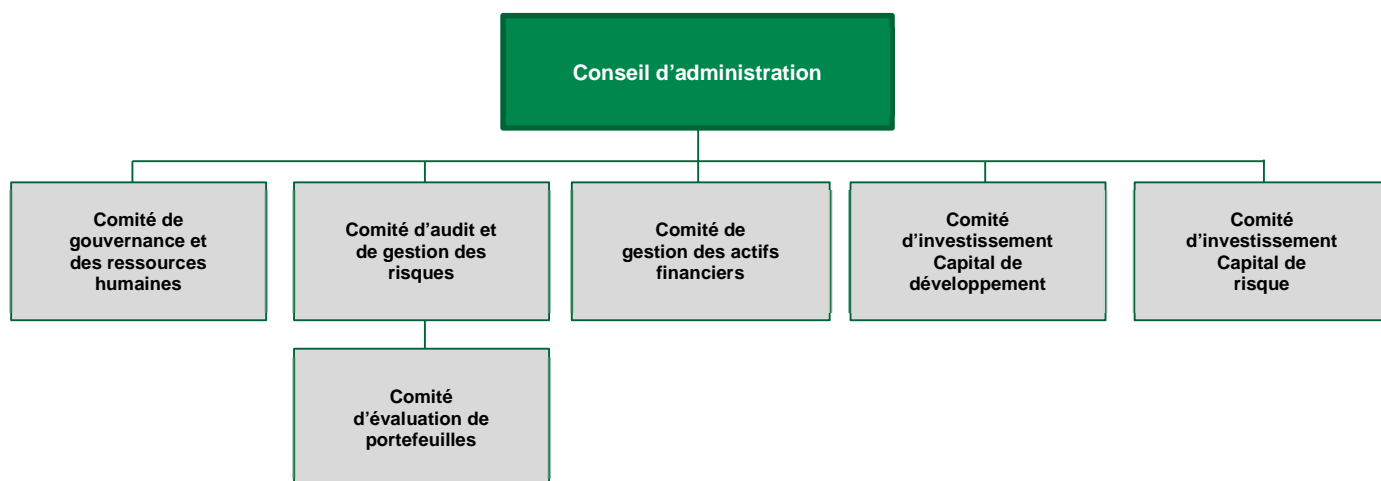 Conseil d’administration
Comité de
gouvernance et
des ressources
humaines
Comité d’audit et
de gestion des
risques
Comité de
gestion des actifs
financiers
Comité
d’investissement
Capital de
développement
Comité
d’investissement
Capital de
risque
Comité
d’évaluation de
portefeuilles